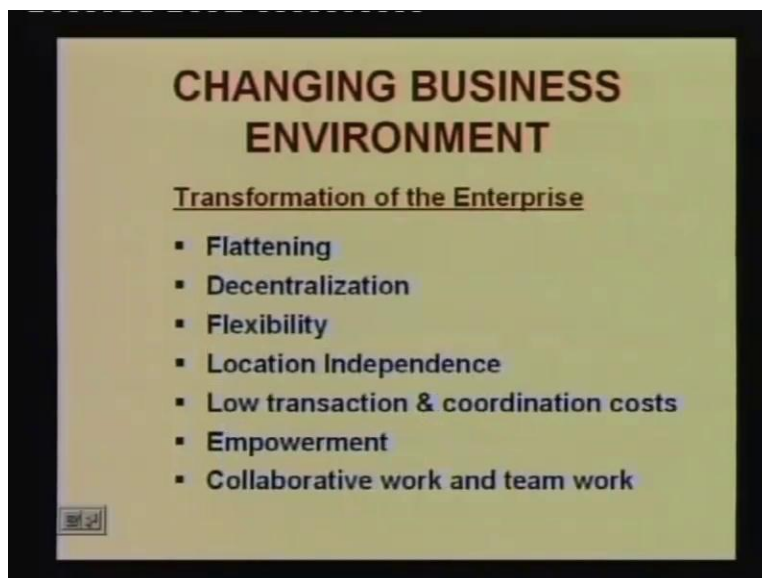 CHANGING BUSINESS
ENVIRONMENT
Transformation of the Enterprise
▪ Flattening
▪ Decentralization
▪ Flexibility
▪ Location Independence
▪ Low transaction & coordination costs
▪ Empowerment
▪ Collaborative work and team work